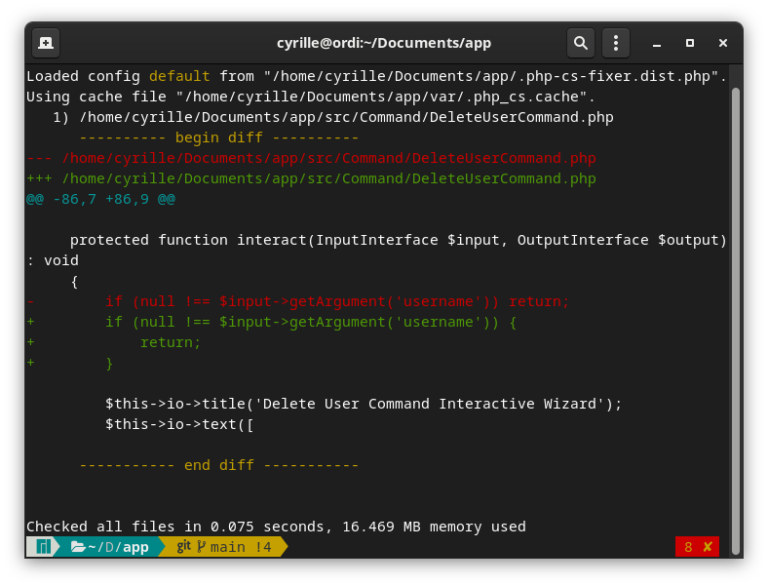 cyrille@ordi:~/Documents/app
Loaded config default from "/home/cyrille/Documents/app/.php-cs-fixer.dist.php".
Using cache file "/home/cyrille/Documents/app/var/.php_cs.cache".
   1) /home/cyrille/Documents/app/src/Command/DeleteUserCommand.php
      ---------- begin diff ----------
--- /home/cyrille/Documents/app/src/Command/DeleteUserCommand.php
+++ /home/cyrille/Documents/app/src/Command/DeleteUserCommand.php
@@ -86,7 +86,9 @@
     protected function interact(InputInterface $input, OutputInterface $output)
: void
     {
-        if (null !== $input->getArgument('username')) return;
+        if (null !== $input->getArgument('username')) {
+            return;
+        }
         $this->io->title('Delete User Command Interactive Wizard');
         $this->io->text([
      ----------- end diff -----------
Checked all files in 0.075 seconds, 16.469 MB memory used
~/D/app git main !4 8 ✘